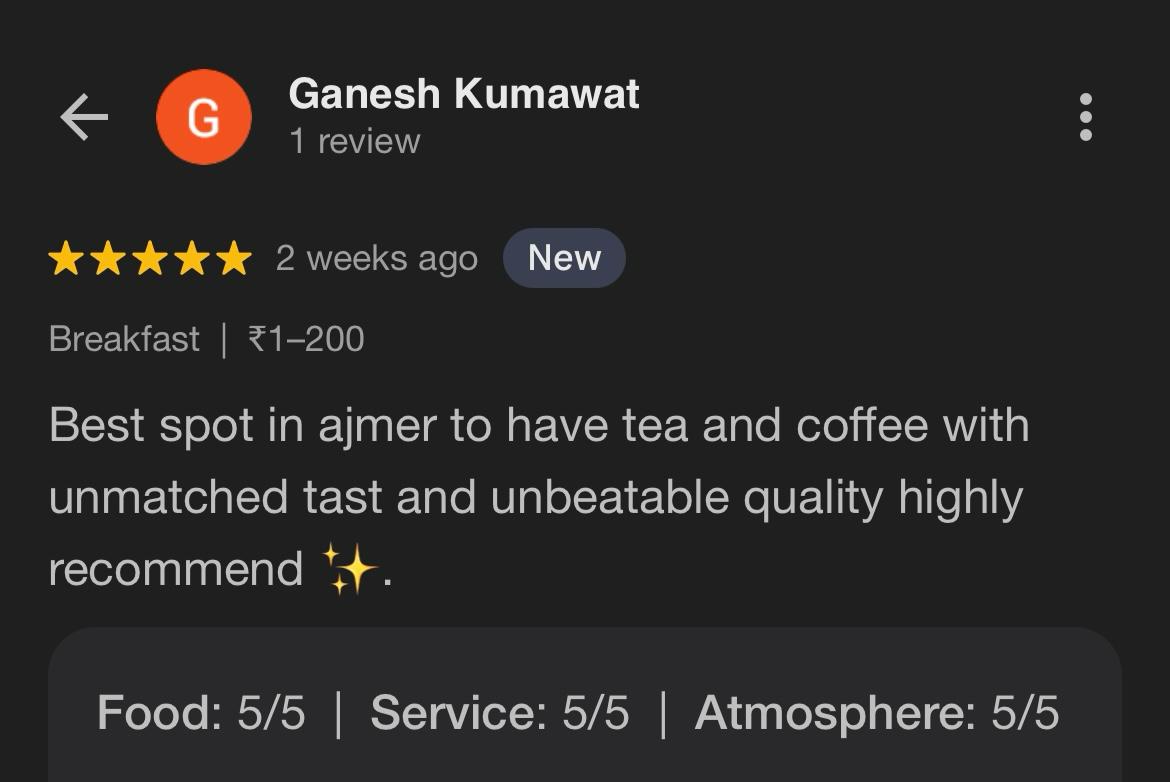 G
Ganesh Kumawat
1 review
2 weeks ago New
Breakfast | ₹1–200
Best spot in ajmer to have tea and coffee with
unmatched tast and unbeatable quality highly
recommend ✨.
Food: 5/5 | Service: 5/5 | Atmosphere: 5/5